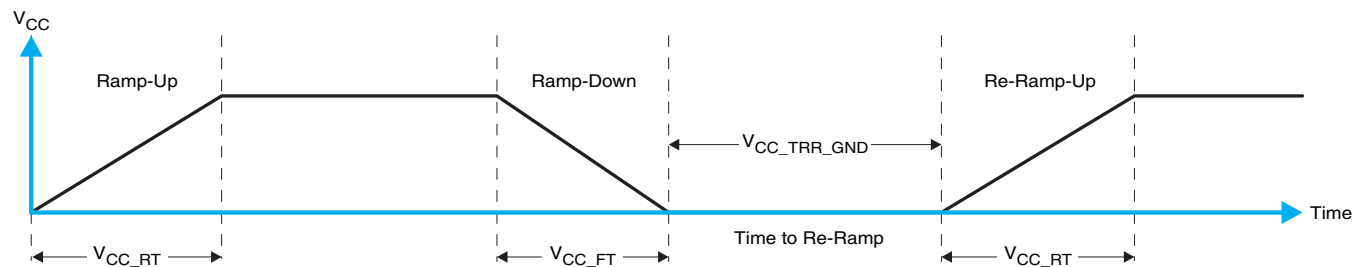 VCC
Ramp-Up
Ramp-Down
Re-Ramp-Up
VCC_TRR_GND
Time
Time to Re-Ramp
VCC_RT
VCC_FT
VCC_RT